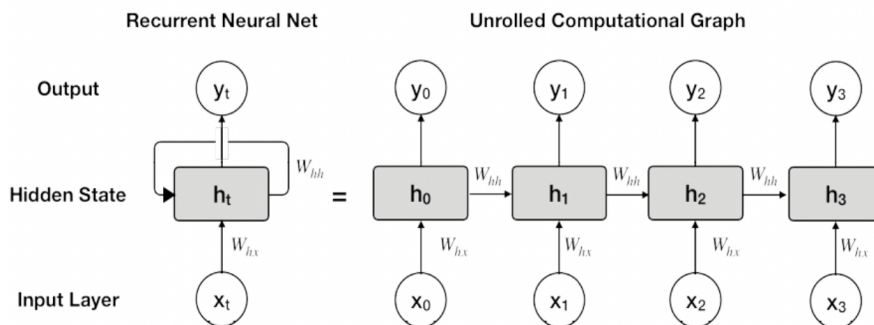 Recurrent Neural Net Unrolled Computational Graph
Output y_t y_0 y_1 y_2 y_3
W_hh W_hh W_hh W_hh
Hidden State h_t = h_0 h_1 h_2 h_3
W_hx W_hx W_hx W_hx W_hx
Input Layer x_t x_0 x_1 x_2 x_3